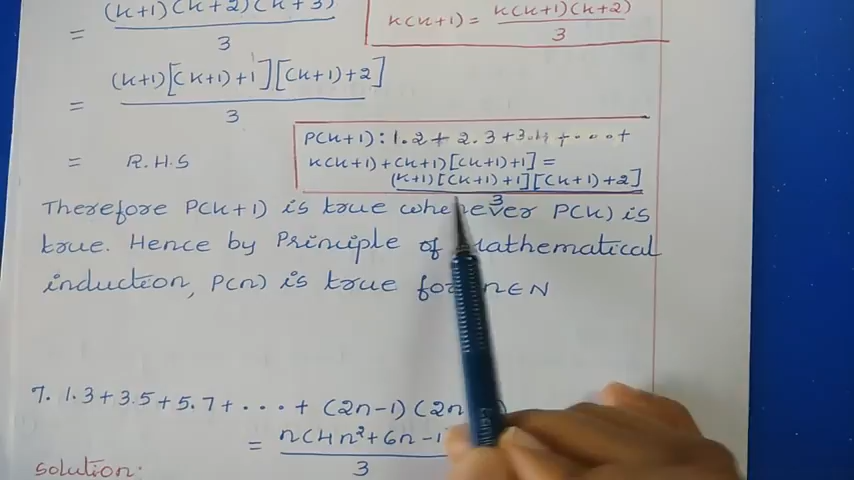 (k+1)(k+2)(k+3)
= 3
k(k+1) = k(k+1)(k+2)
3
= (k+1)[(k+1)+1][(k+1)+2]
3
= R.H.S
P(k+1): 1.2 + 2.3 + 3.4 + ....+
k(k+1)+(k+1)[(k+1)+1] =
(k+1)[(k+1)+1][(k+1)+2]
3
Therefore P(k+1) is true whenever P(k) is
true. Hence by Principle of Mathematical
induction, P(n) is true for n∈N
7. 1.3+3.5+5.7+ ... + (2n-1)(2n
= n(4n²+6n-1
3
solution: